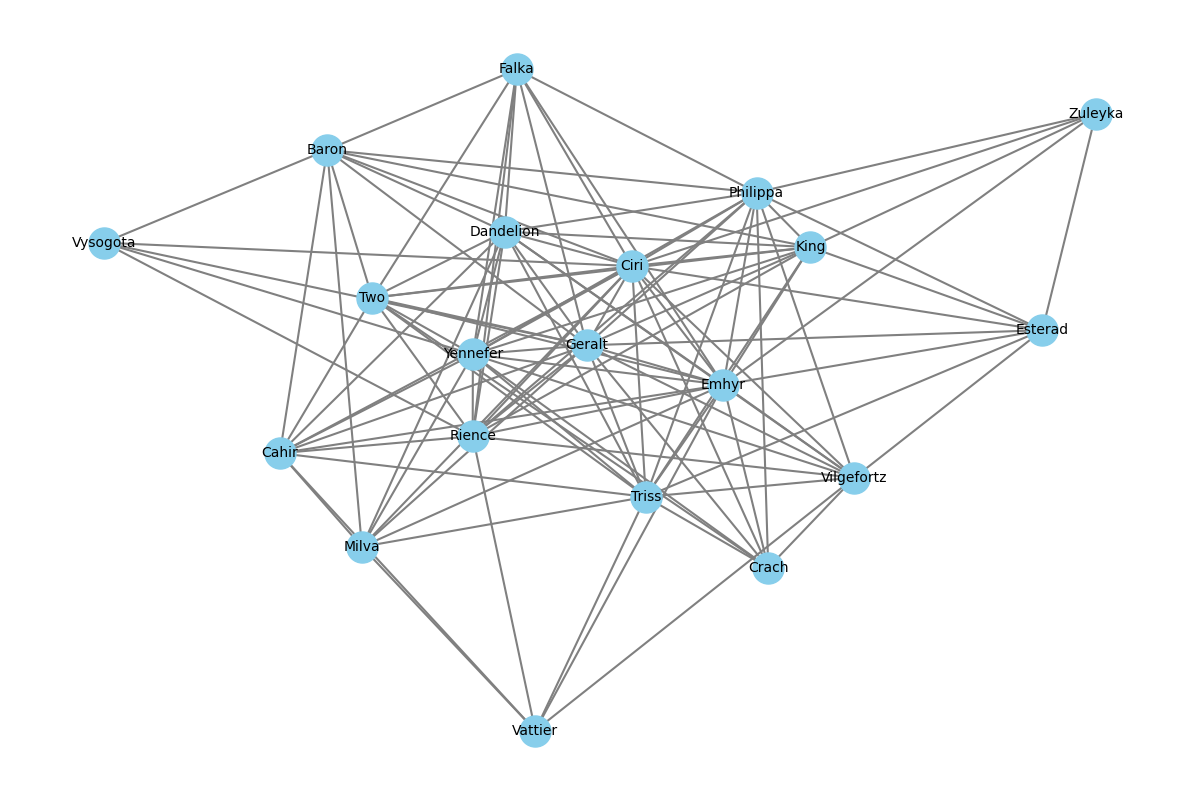 Falka
Zuleyka
Baron
Philippa
Dandelion
Vysogota
King
Ciri
Two
Esterad
Geralt
Yennefer
Emhyr
Rience
Cahir
Vilgefortz
Triss
Milva
Crach
Vattier